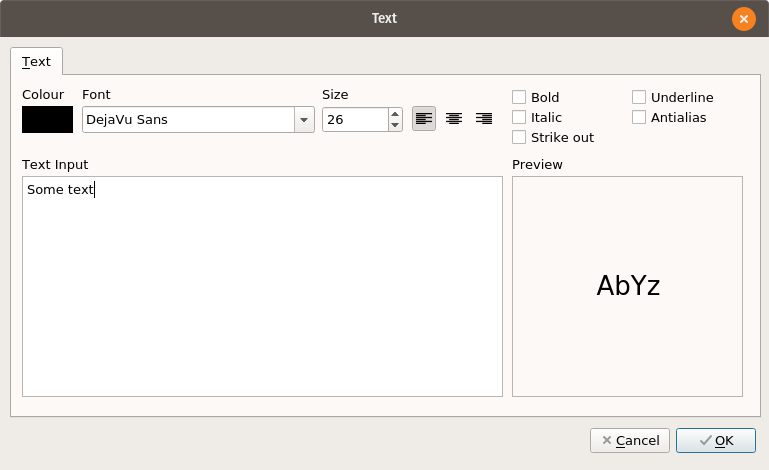 Text
Text
Colour Font Size
DejaVu Sans 26
Bold Underline
Italic Antialias
Strike out
Text Input Preview
Some text
AbYz
Cancel OK